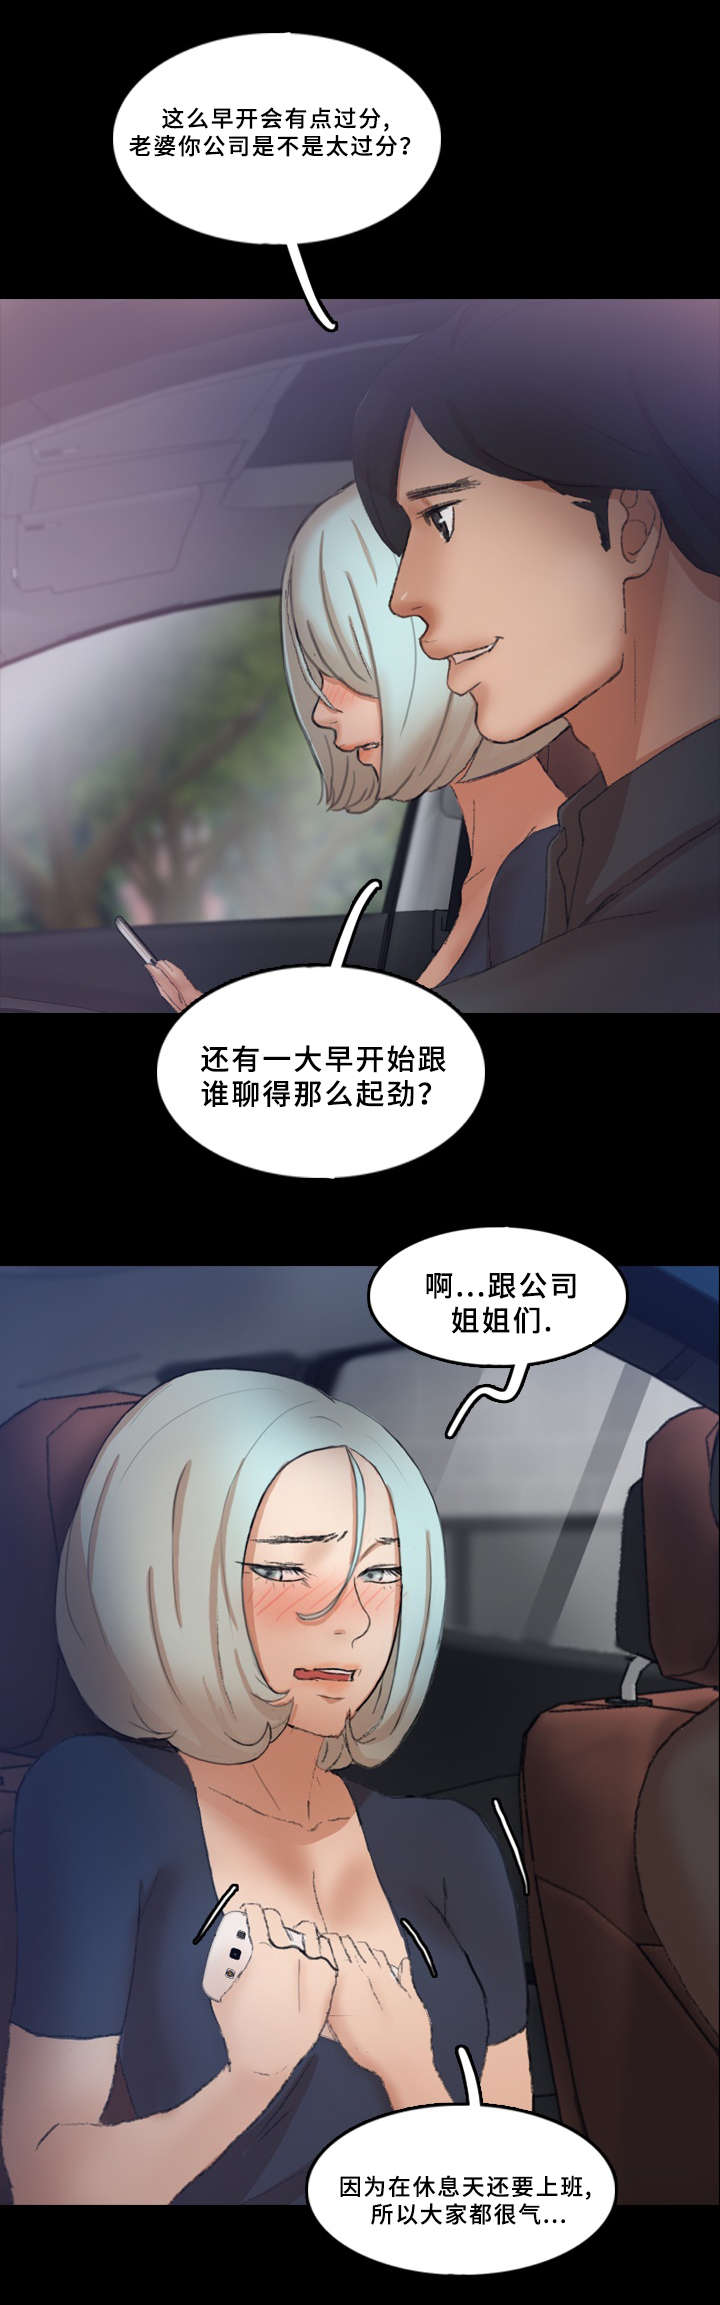 这么早开会有点过分,
老婆你公司是不是太过分?
还有一大早开始跟
谁聊得那么起劲?
啊...跟公司
姐姐们.
因为在休息天还要上班,
所以大家都很气...